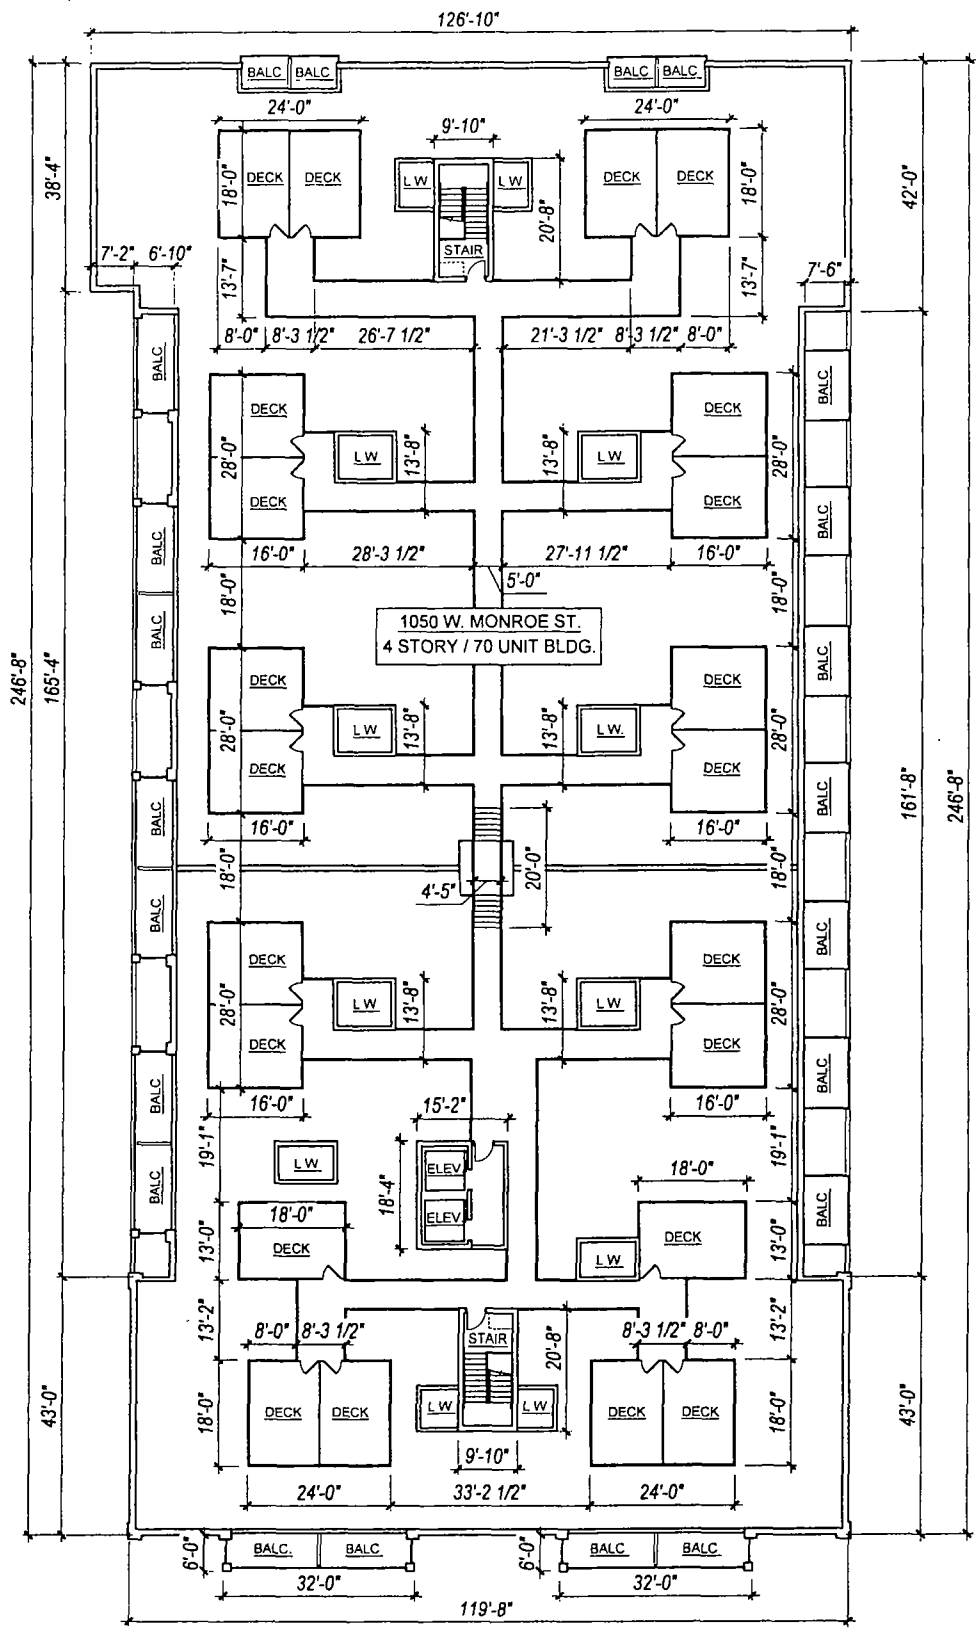 126'-10"
BALC BALC
BALC BALC
24'-0"
24'-0"
9'-10"
38'-4"
18'-0"
DECK DECK
L W
L W
20'-8"
DECK DECK
18'-0"
42'-0"
STAIR
7'-2" 6'-10"
13'-7"
13'-7"
7'-6"
8'-0" 8'-3 1/2" 26'-7 1/2" 21'-3 1/2" 8'-3 1/2" 8'-0"
BALC
BALC
DECK
DECK
28'-0"
L W
13'-8"
13'-8"
L W
28'-0"
DECK
DECK
BALC
BALC
16'-0" 28'-3 1/2" 27'-11 1/2" 16'-0"
5'-0"
18'-0"
18'-0"
1050 W. MONROE ST.
4 STORY / 70 UNIT BLDG.
BALC
BALC
246'-8"
165'-4"
DECK
DECK
28'-0"
L W
13'-8"
13'-8"
L W.
28'-0"
DECK
DECK
BALC
BALC
161'-8"
246'-8"
16'-0"
16'-0"
18'-0"
20'-0"
18'-0"
4'-5"
BALC
BALC
DECK
DECK
28'-0"
L W
13'-8"
13'-8"
L W
28'-0"
DECK
DECK
BALC
BALC
16'-0"
15'-2"
16'-0"
19'-1"
19'-1"
L W
ELEV
18'-4"
ELEV
18'-0"
BALC
BALC
18'-0"
13'-0"
DECK
DECK
13'-0"
L W
13'-2"
8'-0" 8'-3 1/2"
STAIR
20'-8"
8'-3 1/2" 8'-0"
13'-2"
43'-0"
18'-0"
DECK DECK
L W
L W
DECK DECK
18'-0"
43'-0"
9'-10"
24'-0" 33'-2 1/2" 24'-0"
6'-0"
BALC. BALC
6'-0"
BALC BALC
32'-0"
32'-0"
119'-8"